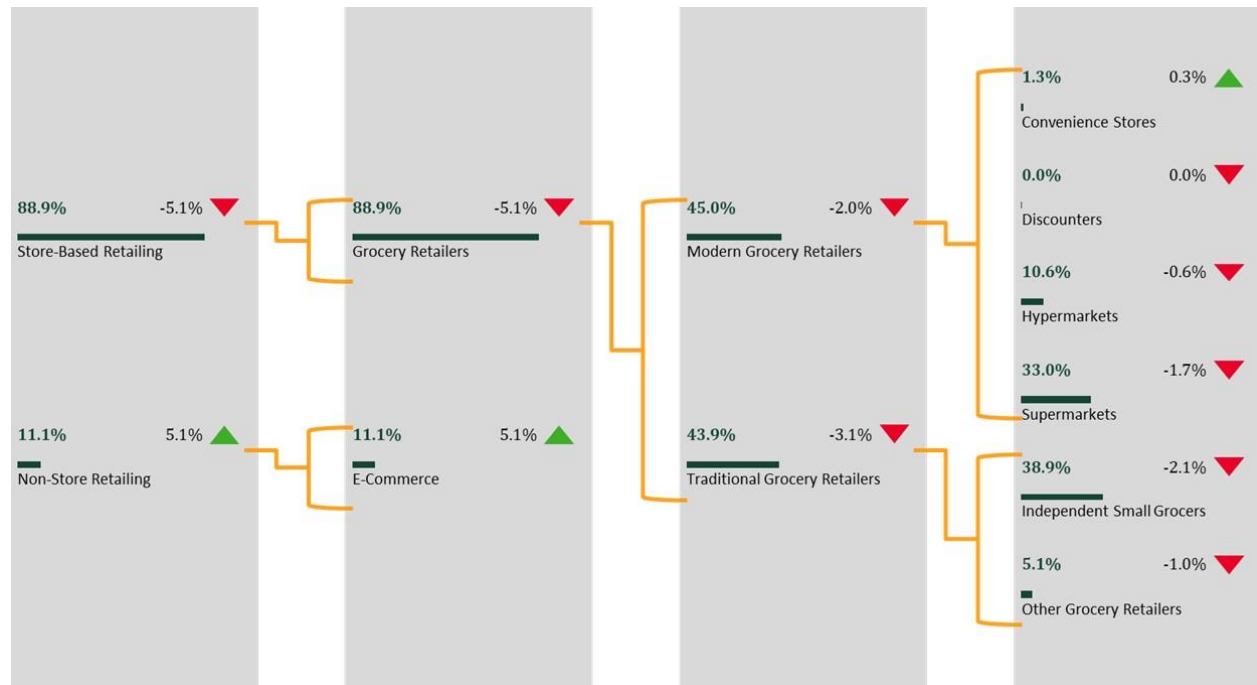 88.9% -5.1%
Store-Based Retailing
11.1% 5.1%
Non-Store Retailing
88.9% -5.1%
Grocery Retailers
11.1% 5.1%
E-Commerce
45.0% -2.0%
Modern Grocery Retailers
43.9% -3.1%
Traditional Grocery Retailers
1.3% 0.3%
Convenience Stores
0.0% 0.0%
Discounters
10.6% -0.6%
Hypermarkets
33.0% -1.7%
Supermarkets
38.9% -2.1%
Independent Small Grocers
5.1% -1.0%
Other Grocery Retailers